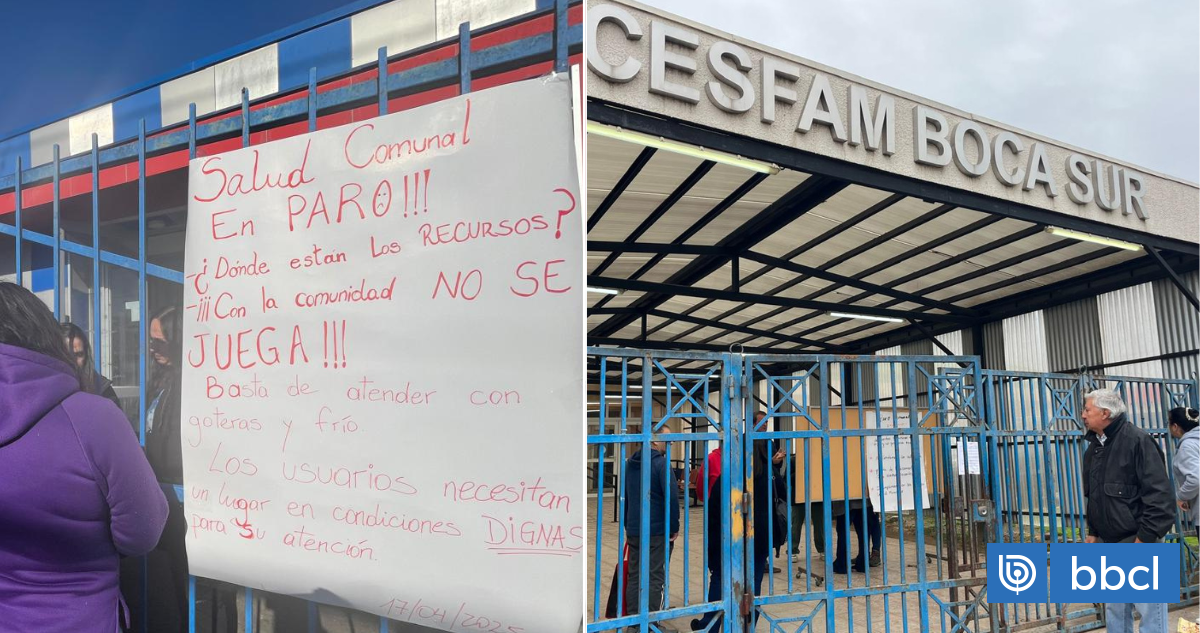 Salud Comunal
En PARO!!!
-¿Dónde están los RECURSOS?
-¡¡¡Con la comunidad NO SE
JUEGA!!!
Basta de atender con
goteras y frío.
Los usuarios necesitan
un lugar en condiciones DIGNAS
para su atención.
17/04/2025
CESFAM BOCA SUR
bbcl